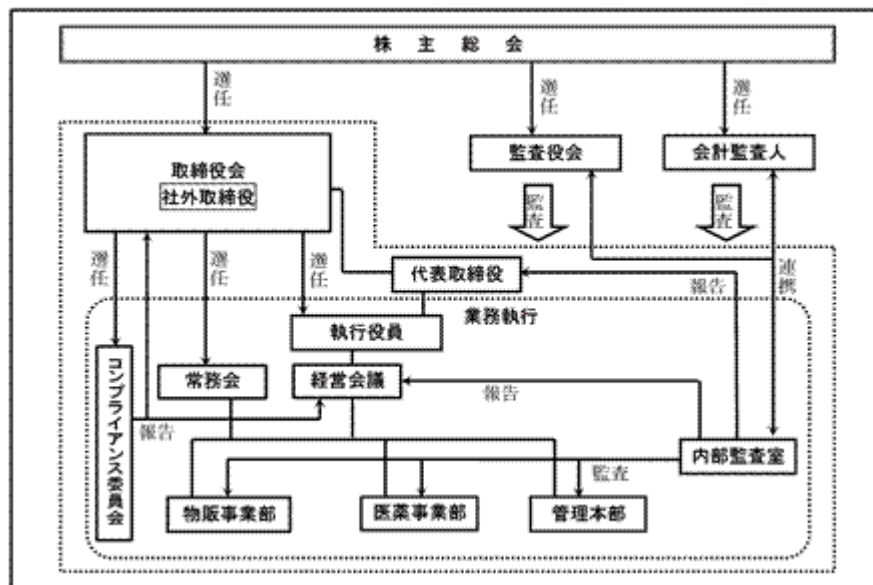 株主総会
選任
選任
選任
取締役会
社外取締役
監査役会
会計監査人
監査
監査
選任
選任
選任
代表取締役
報告
連携
業務執行
執行役員
コンプライアンス委員会
常務会
経営会議
報告
報告
内部監査室
監査
物販事業部
医薬事業部
管理本部